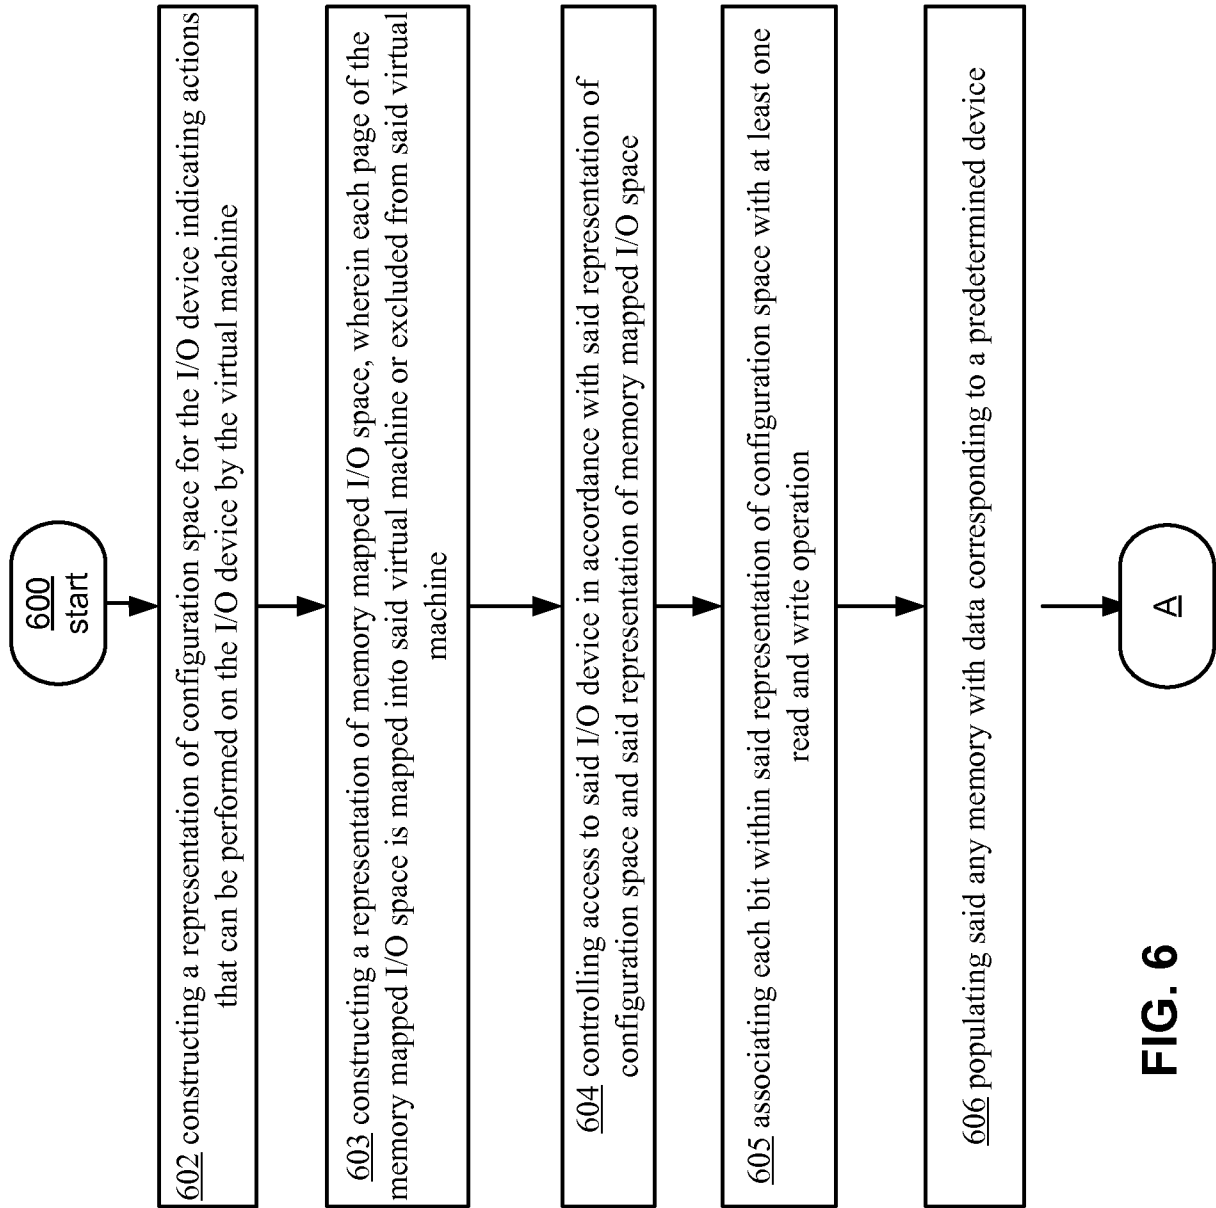 600
start
602 constructing a representation of configuration space for the I/O device indicating actions
that can be performed on the I/O device by the virtual machine
603 constructing a representation of memory mapped I/O space, wherein each page of the
memory mapped I/O space is mapped into said virtual machine or excluded from said virtual
machine
604 controlling access to said I/O device in accordance with said representation of
configuration space and said representation of memory mapped I/O space
605 associating each bit within said representation of configuration space with at least one
read and write operation
606 populating said any memory with data corresponding to a predetermined device
A
FIG. 6